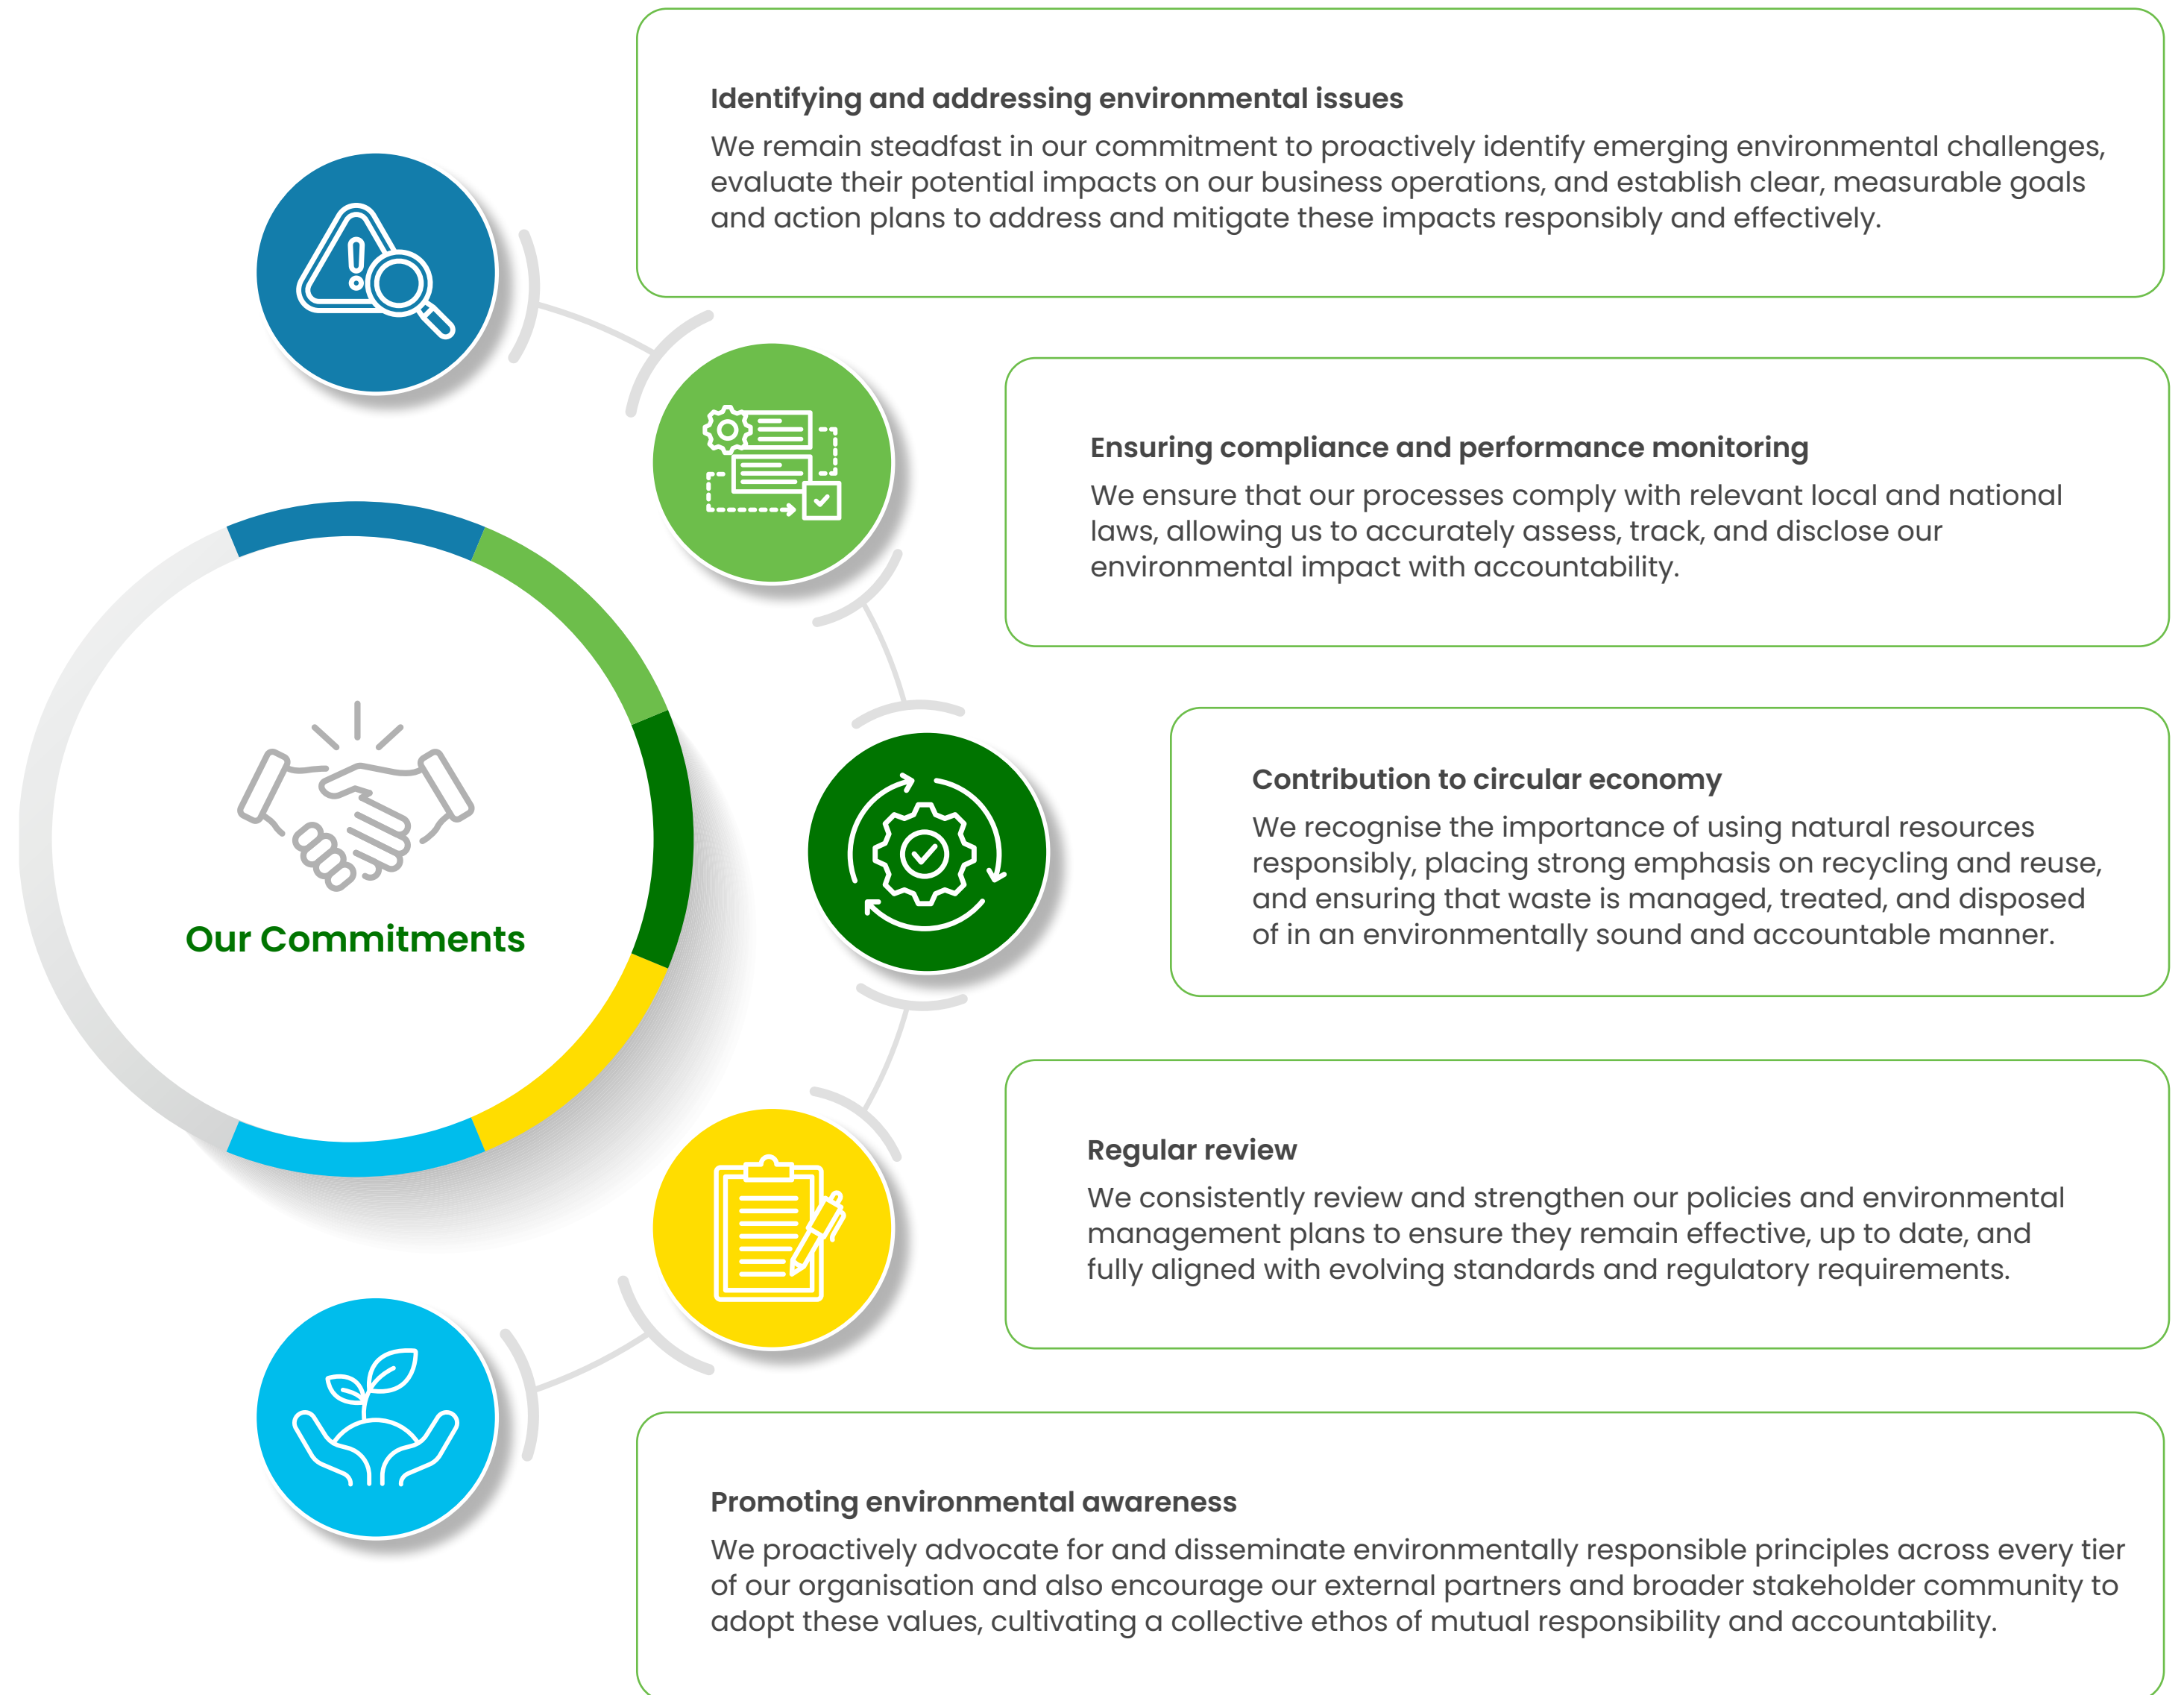 Identifying and addressing environmental issues
We remain steadfast in our commitment to proactively identify emerging environmental challenges,
evaluate their potential impacts on our business operations, and establish clear, measurable goals
and action plans to address and mitigate these impacts responsibly and effectively.
Ensuring compliance and performance monitoring
We ensure that our processes comply with relevant local and national
laws, allowing us to accurately assess, track, and disclose our
environmental impact with accountability.
Our Commitments
Contribution to circular economy
We recognise the importance of using natural resources
responsibly, placing strong emphasis on recycling and reuse,
and ensuring that waste is managed, treated, and disposed
of in an environmentally sound and accountable manner.
Regular review
We consistently review and strengthen our policies and environmental
management plans to ensure they remain effective, up to date, and
fully aligned with evolving standards and regulatory requirements.
Promoting environmental awareness
We proactively advocate for and disseminate environmentally responsible principles across every tier
of our organisation and also encourage our external partners and broader stakeholder community to
adopt these values, cultivating a collective ethos of mutual responsibility and accountability.